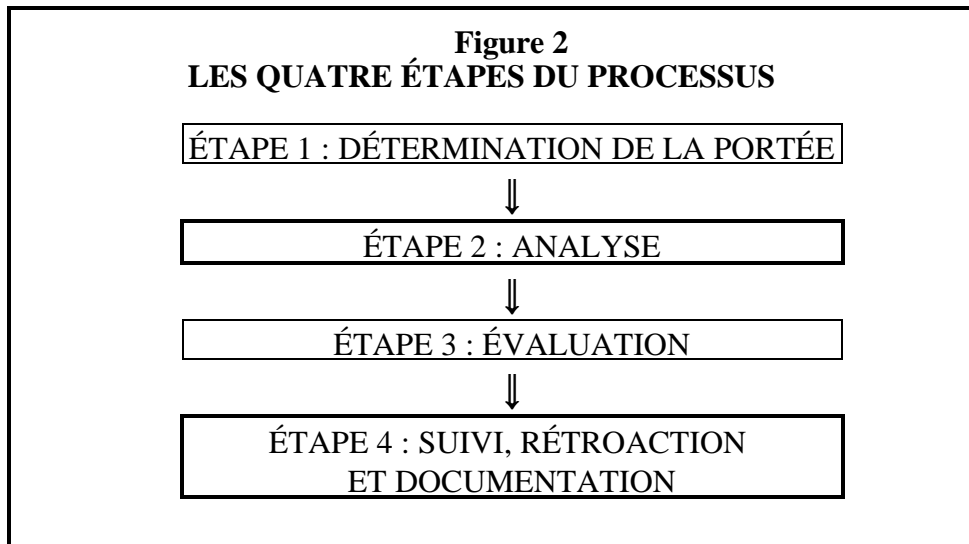 Figure 2
LES QUATRE ÉTAPES DU PROCESSUS
ÉTAPE 1 : DÉTERMINATION DE LA PORTÉE
⇓
ÉTAPE 2 : ANALYSE
⇓
ÉTAPE 3 : ÉVALUATION
⇓
ÉTAPE 4 : SUIVI, RÉTROACTION
ET DOCUMENTATION